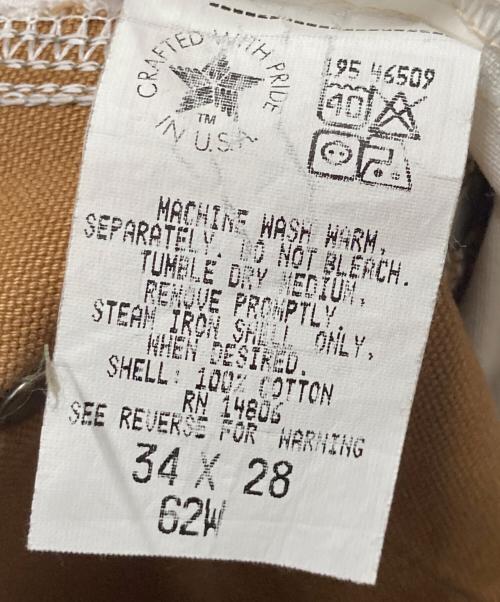 CRAFTED WITH PRIDE
IN U.S.A.
TM
195 46509
40
MACHINE WASH WARM,
SEPARATELY. DO NOT BLEACH.
TUMBLE DRY MEDIUM,
REMOVE PROMPTLY.
STEAM IRON SHELL ONLY,
WHEN DESIRED.
SHELL: 100% COTTON
RN 14806
SEE REVERSE FOR WARNING
34 X 28
62W